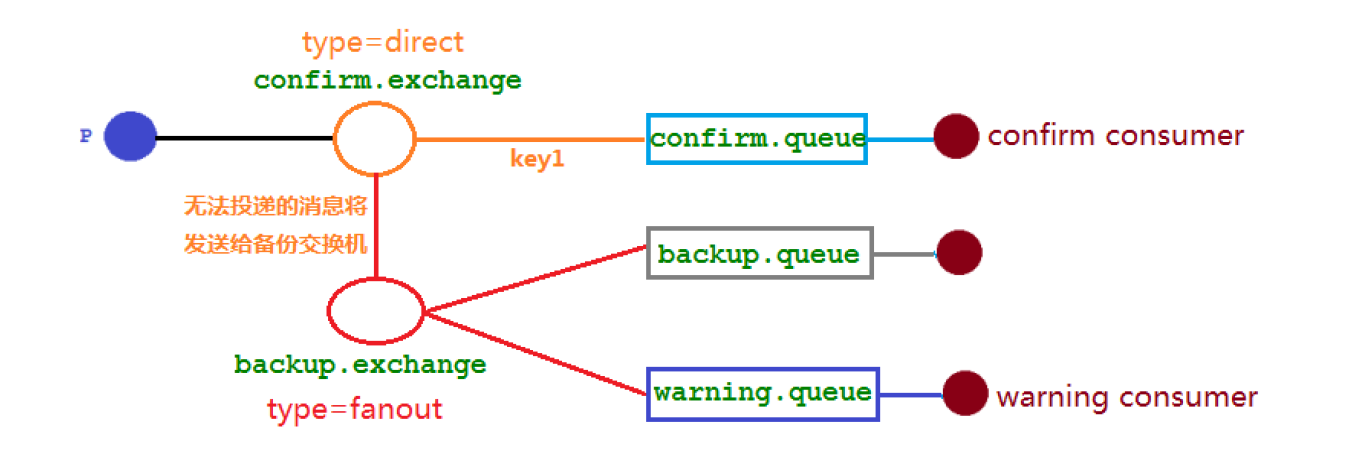 type=direct
confirm.exchange
P
confirm.queue
confirm consumer
key1
无法投递的消息将
发送给备份交换机
backup.queue
backup.exchange
type=fanout
warning.queue
warning consumer